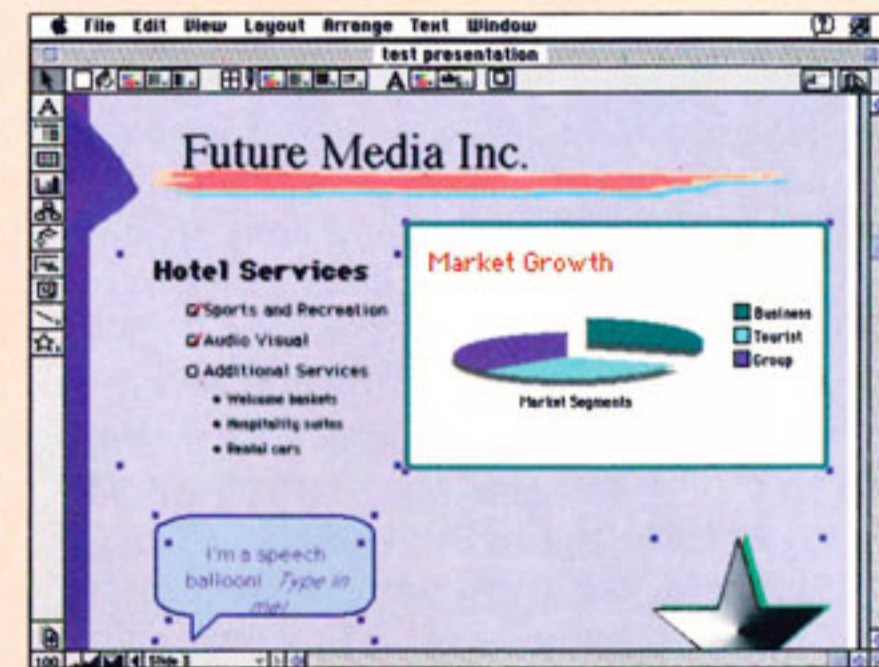 File Edit View Layout Arrange Text Window
test presentation
Future Media Inc.
Hotel Services
Sports and Recreation
Audio Visual
Additional Services
• Welcome baskets
• Hospitality suites
• Rental cars
Market Growth
Business
Tourist
Group
Market Segments
I'm a speech
balloon! Type in
me!
100
Slide 3